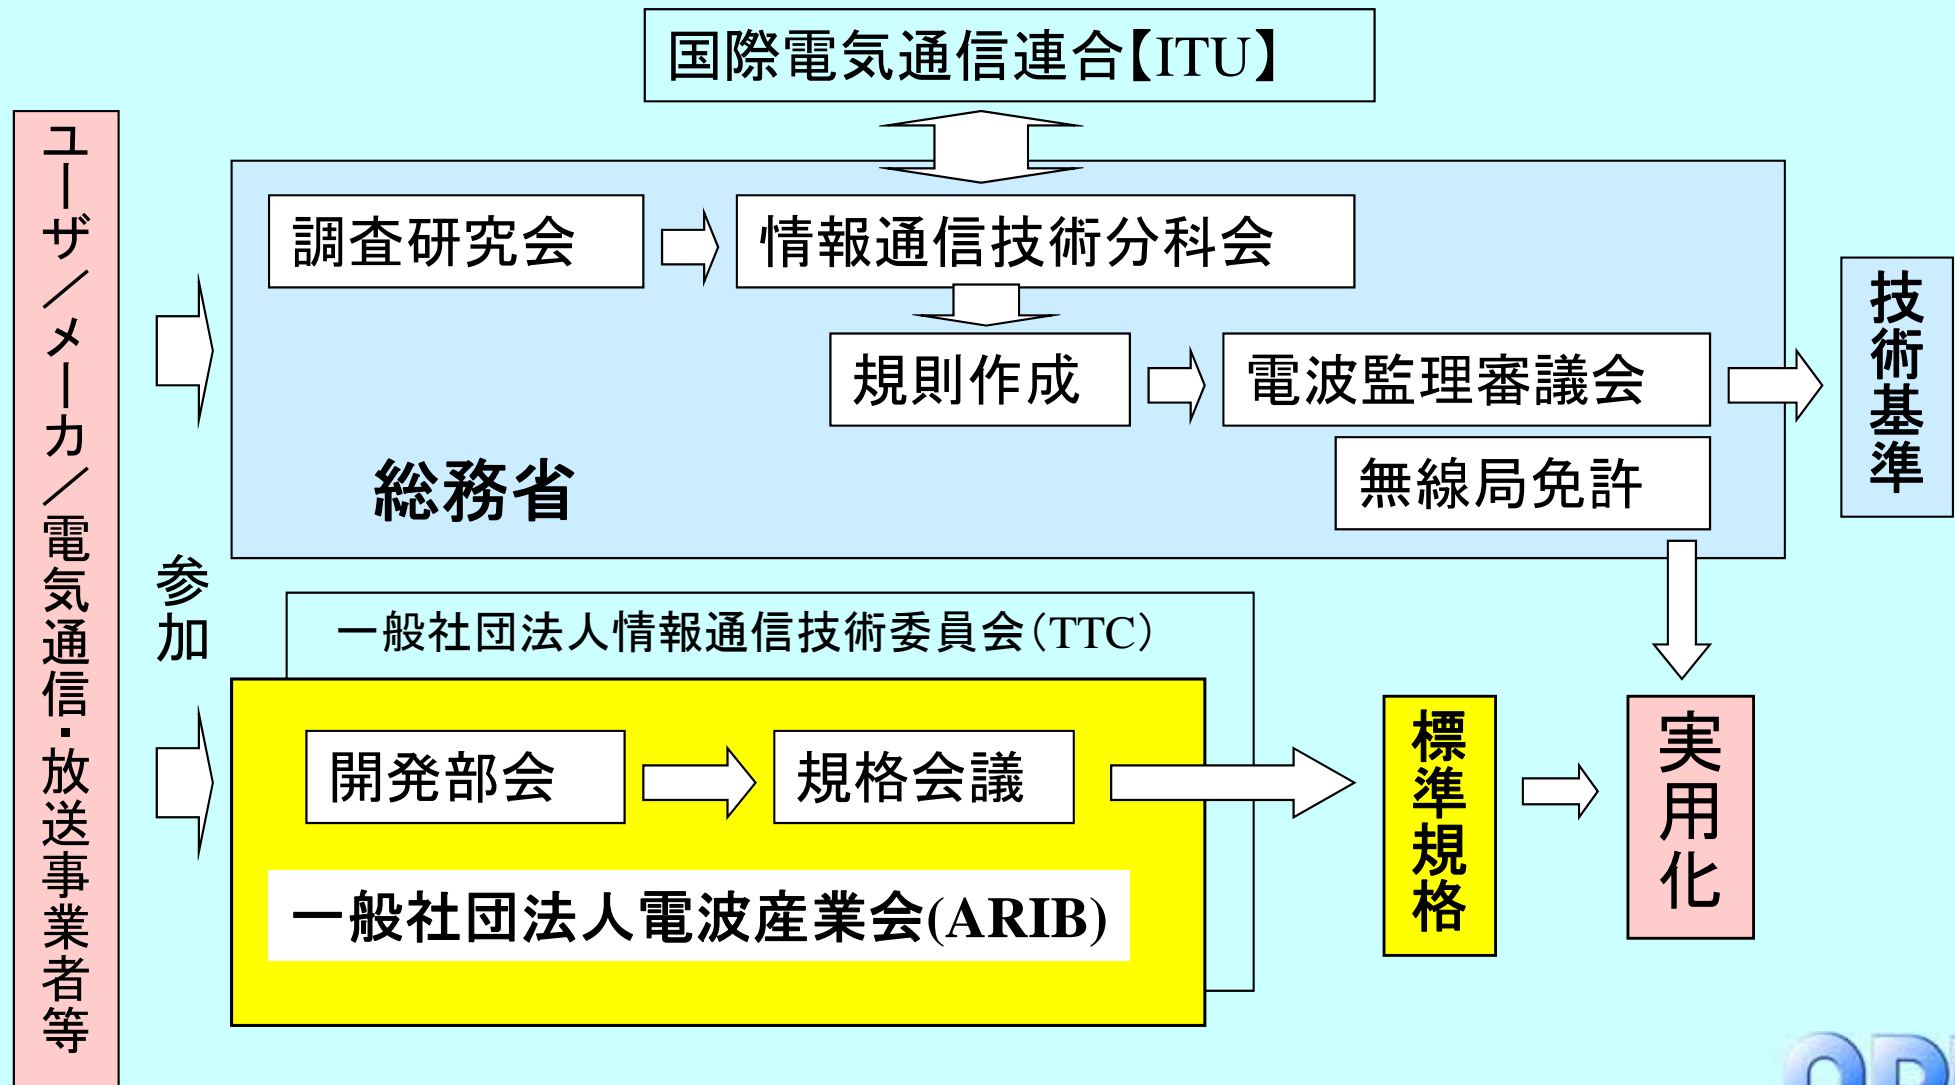 国際電気通信連合【ITU】
ユーザ／メーカ／電気通信・放送事業者等
調査研究会
情報通信技術分科会
規則作成
電波監理審議会
無線局免許
総務省
技術基準
参加
一般社団法人情報通信技術委員会（TTC）
開発部会
規格会議
一般社団法人電波産業会(ARIB)
標準規格
実用化